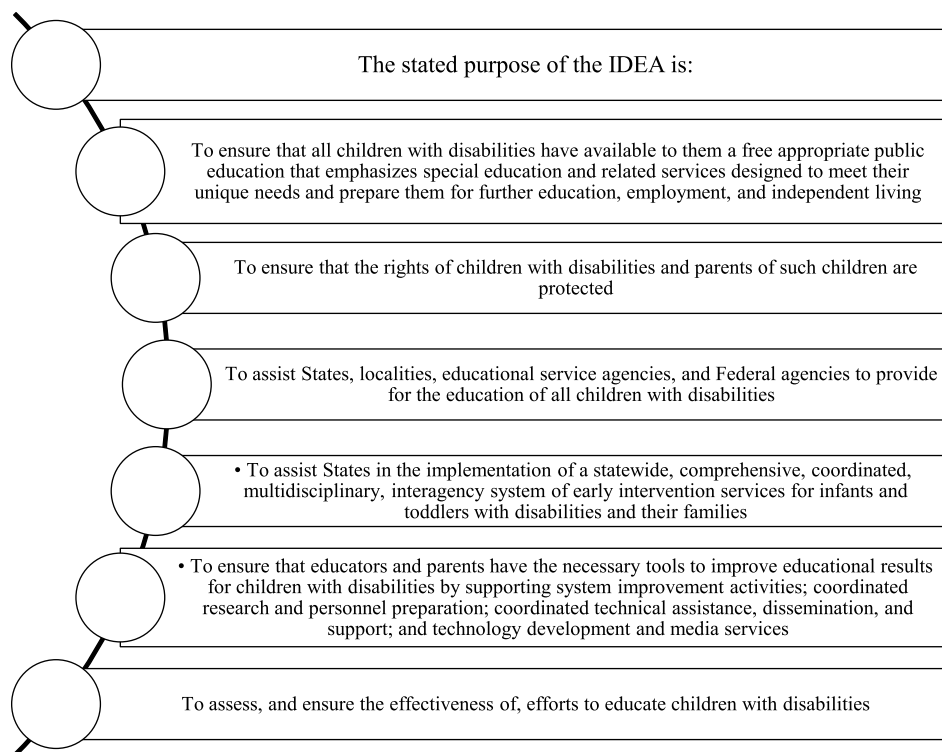 The stated purpose of the IDEA is:
To ensure that all children with disabilities have available to them a free appropriate public
education that emphasizes special education and related services designed to meet their
unique needs and prepare them for further education, employment, and independent living
To ensure that the rights of children with disabilities and parents of such children are
protected
To assist States, localities, educational service agencies, and Federal agencies to provide
for the education of all children with disabilities
• To assist States in the implementation of a statewide, comprehensive, coordinated,
multidisciplinary, interagency system of early intervention services for infants and
toddlers with disabilities and their families
• To ensure that educators and parents have the necessary tools to improve educational results
for children with disabilities by supporting system improvement activities; coordinated
research and personnel preparation; coordinated technical assistance, dissemination, and
support; and technology development and media services
To assess, and ensure the effectiveness of, efforts to educate children with disabilities